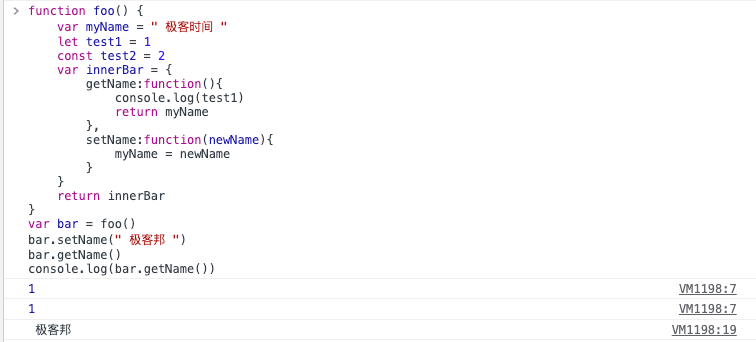 > function foo() {
    var myName = " 极客时间 "
    let test1 = 1
    const test2 = 2
    var innerBar = {
        getName:function(){
            console.log(test1)
            return myName
        },
        setName:function(newName){
            myName = newName
        }
    }
    return innerBar
}
var bar = foo()
bar.setName(" 极客邦 ")
bar.getName()
console.log(bar.getName())
1 VM1198:7
1 VM1198:7
 极客邦 VM1198:19